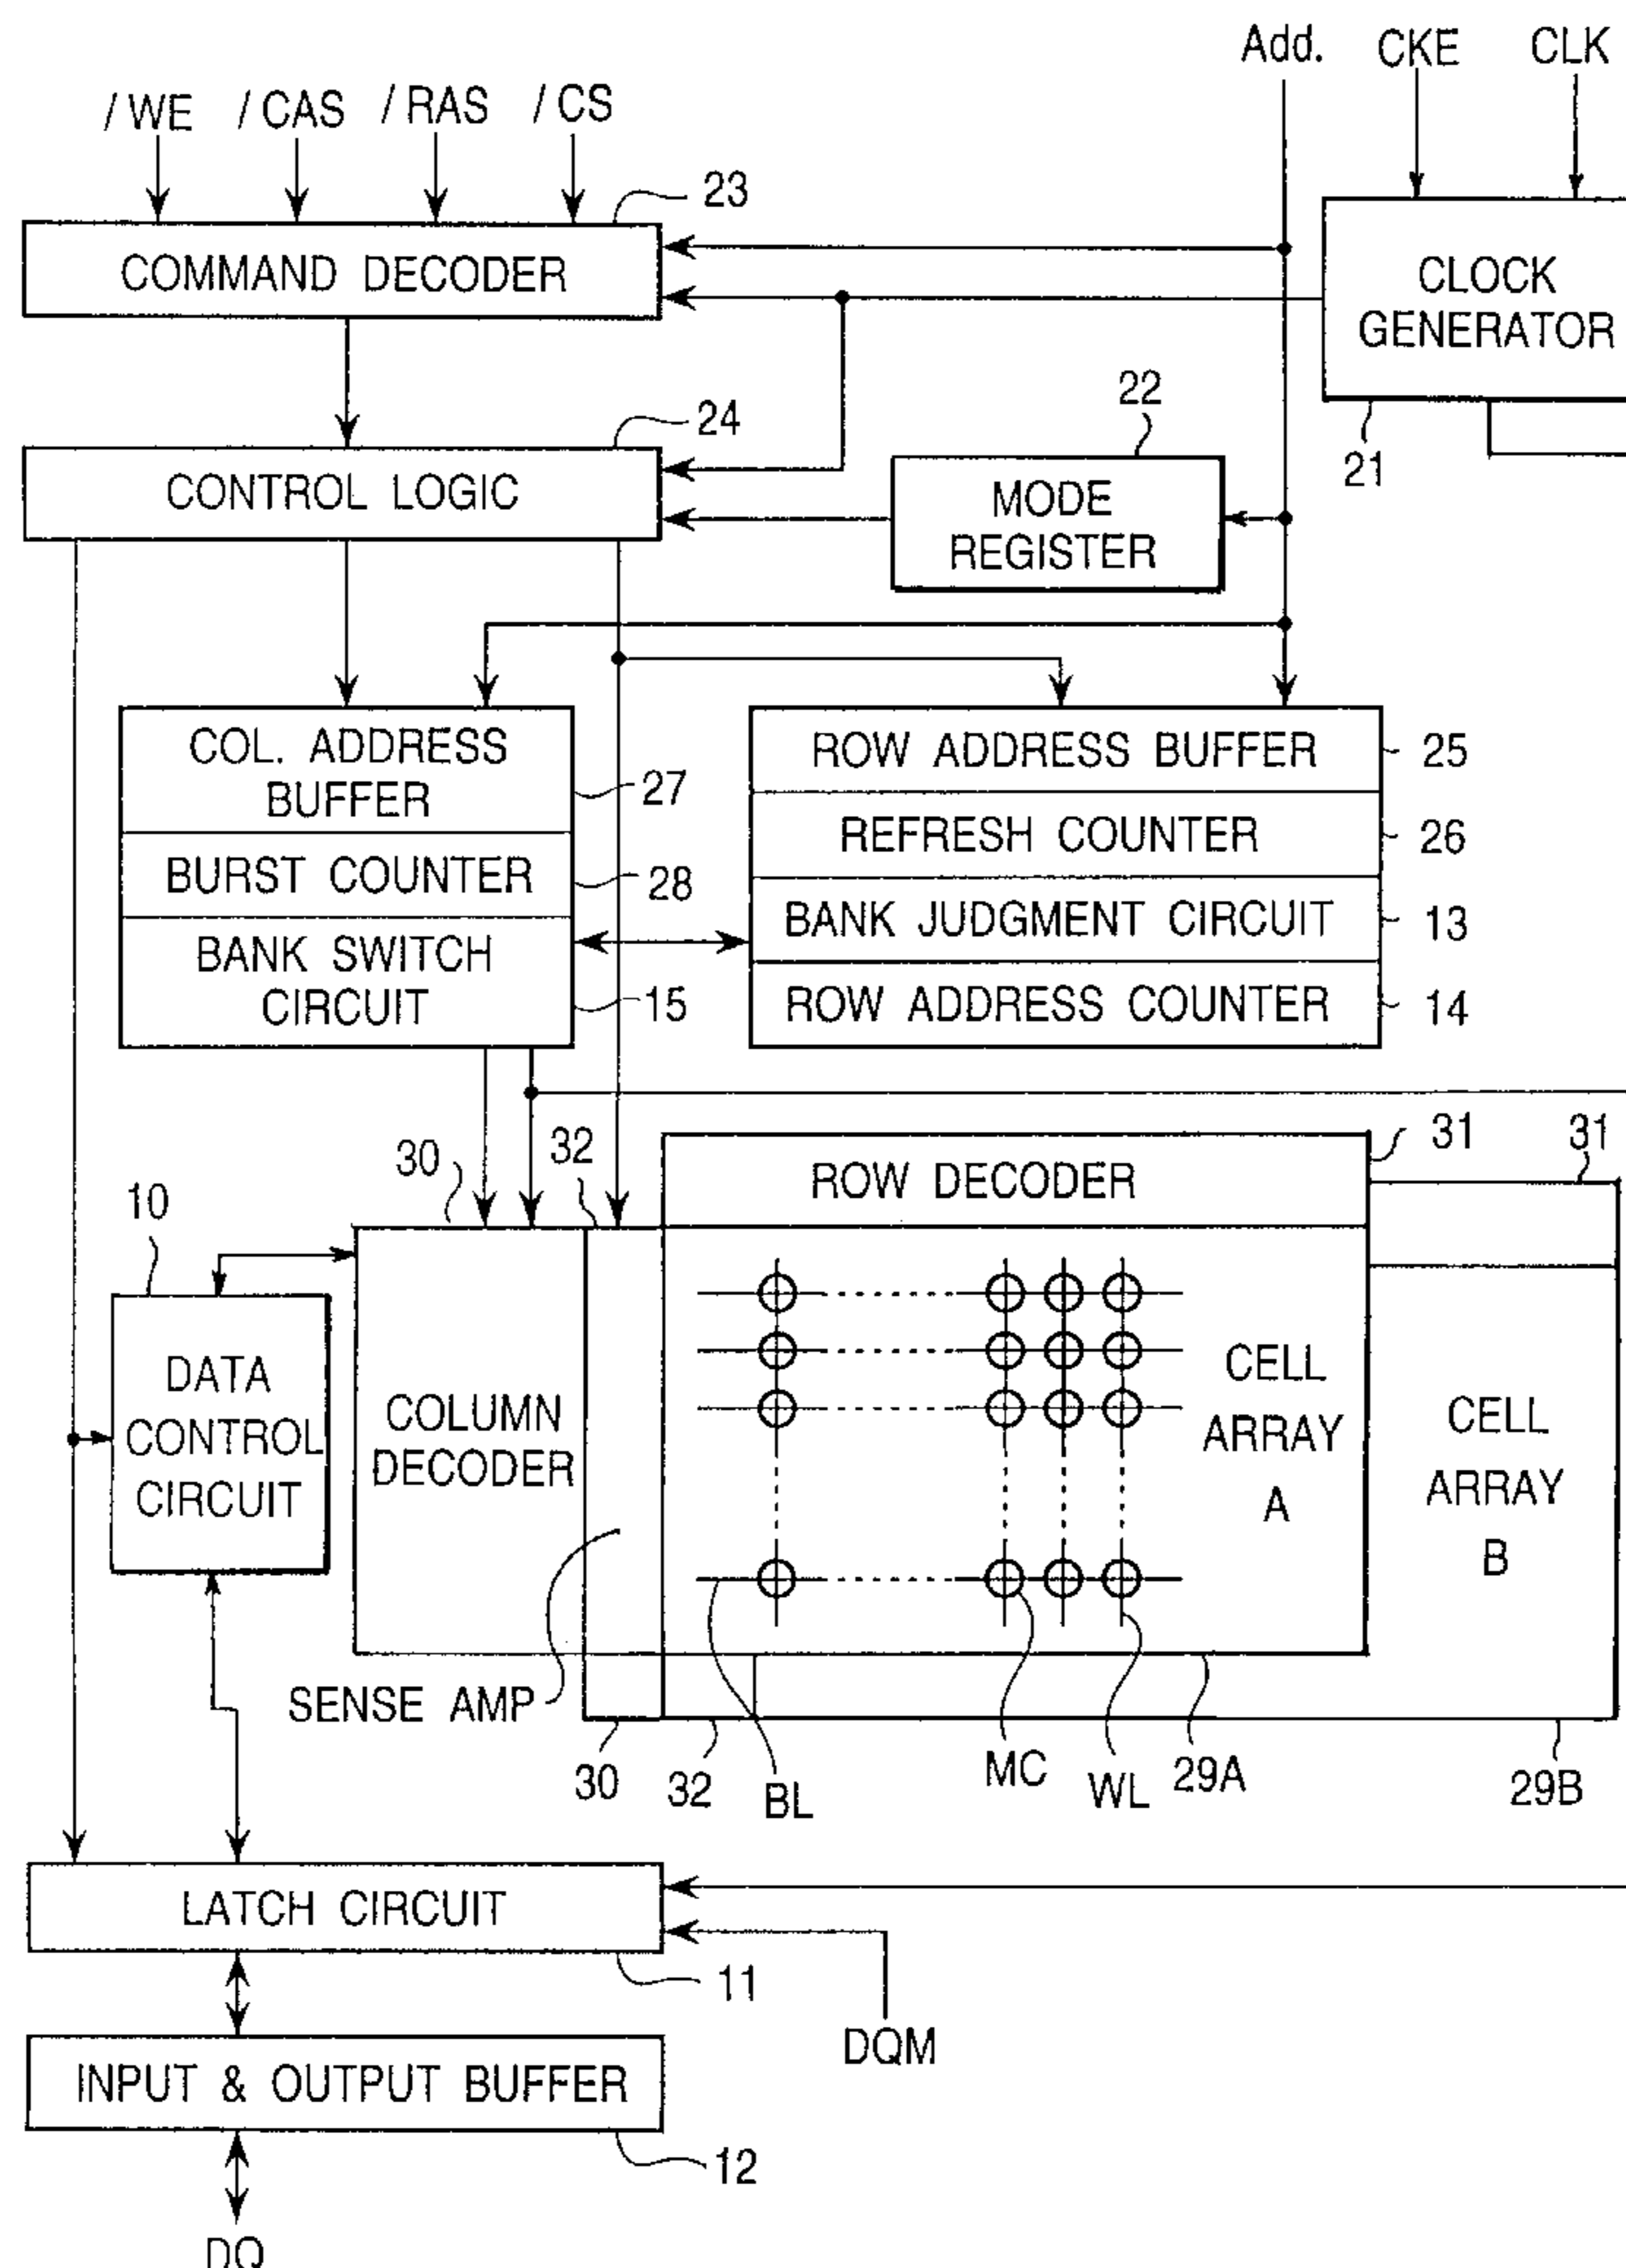 Add. CKE CLK
/WE /CAS /RAS /CS
23
COMMAND DECODER
CLOCK
GENERATOR
21
22
24
CONTROL LOGIC
MODE
REGISTER
COL. ADDRESS
BUFFER
27
BURST COUNTER
28
BANK SWITCH
CIRCUIT
15
ROW ADDRESS BUFFER
25
REFRESH COUNTER
26
BANK JUDGMENT CIRCUIT
13
ROW ADDRESS COUNTER
14
30
32
31
31
ROW DECODER
10
DATA
CONTROL
CIRCUIT
COLUMN
DECODER
CELL
ARRAY
A
CELL
ARRAY
B
SENSE AMP
30
32
BL
MC
WL
29A
29B
LATCH CIRCUIT
11
DQM
INPUT & OUTPUT BUFFER
12
DQ